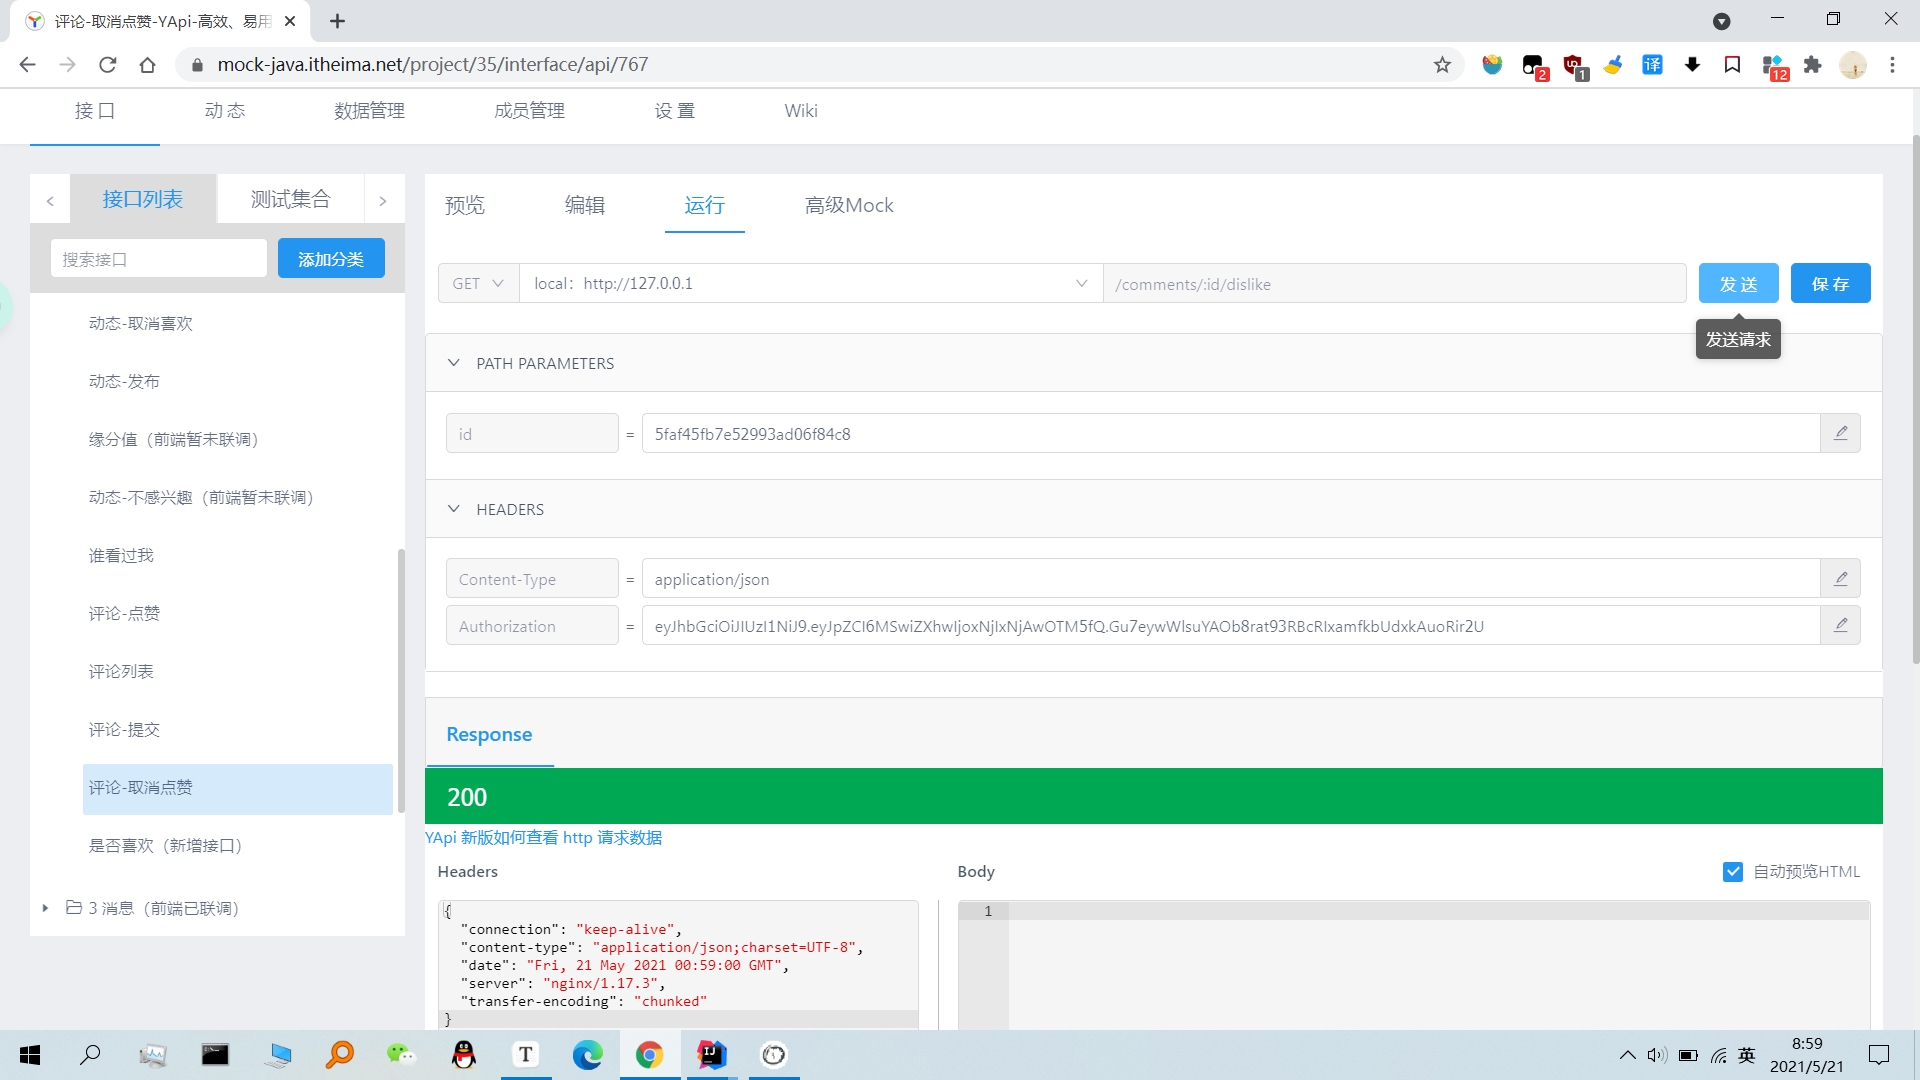 评论-取消点赞-YApi-高效、易用
mock-java.itheima.net/project/35/interface/api/767
2
1
译
12
接 口
动 态
数据管理
成员管理
设 置
Wiki
接口列表
测试集合
搜索接口
添加分类
动态-取消喜欢
动态-发布
缘分值（前端暂未联调）
动态-不感兴趣（前端暂未联调）
谁看过我
评论-点赞
评论列表
评论-提交
评论-取消点赞
是否喜欢（新增接口）
3 消息（前端已联调）
预览
编辑
运行
高级Mock
GET
local：http://127.0.0.1
/comments/:id/dislike
发 送
保 存
发送请求
PATH PARAMETERS
id
=
5faf45fb7e52993ad06f84c8
HEADERS
Content-Type
=
application/json
Authorization
=
eyJhbGciOiJIUzI1NiJ9.eyJpZCI6MSwiZXhwIjoxNjIxNjAwOTM5fQ.Gu7eywWlsuYAOb8rat93RBcRIxamfkbUdxkAuoRir2U
Response
200
YApi 新版如何查看 http 请求数据
Headers
Body
自动预览HTML
{
"connection": "keep-alive",
"content-type": "application/json;charset=UTF-8",
"date": "Fri, 21 May 2021 00:59:00 GMT",
"server": "nginx/1.17.3",
"transfer-encoding": "chunked"
}
1
T
IJ
英
8:59
2021/5/21